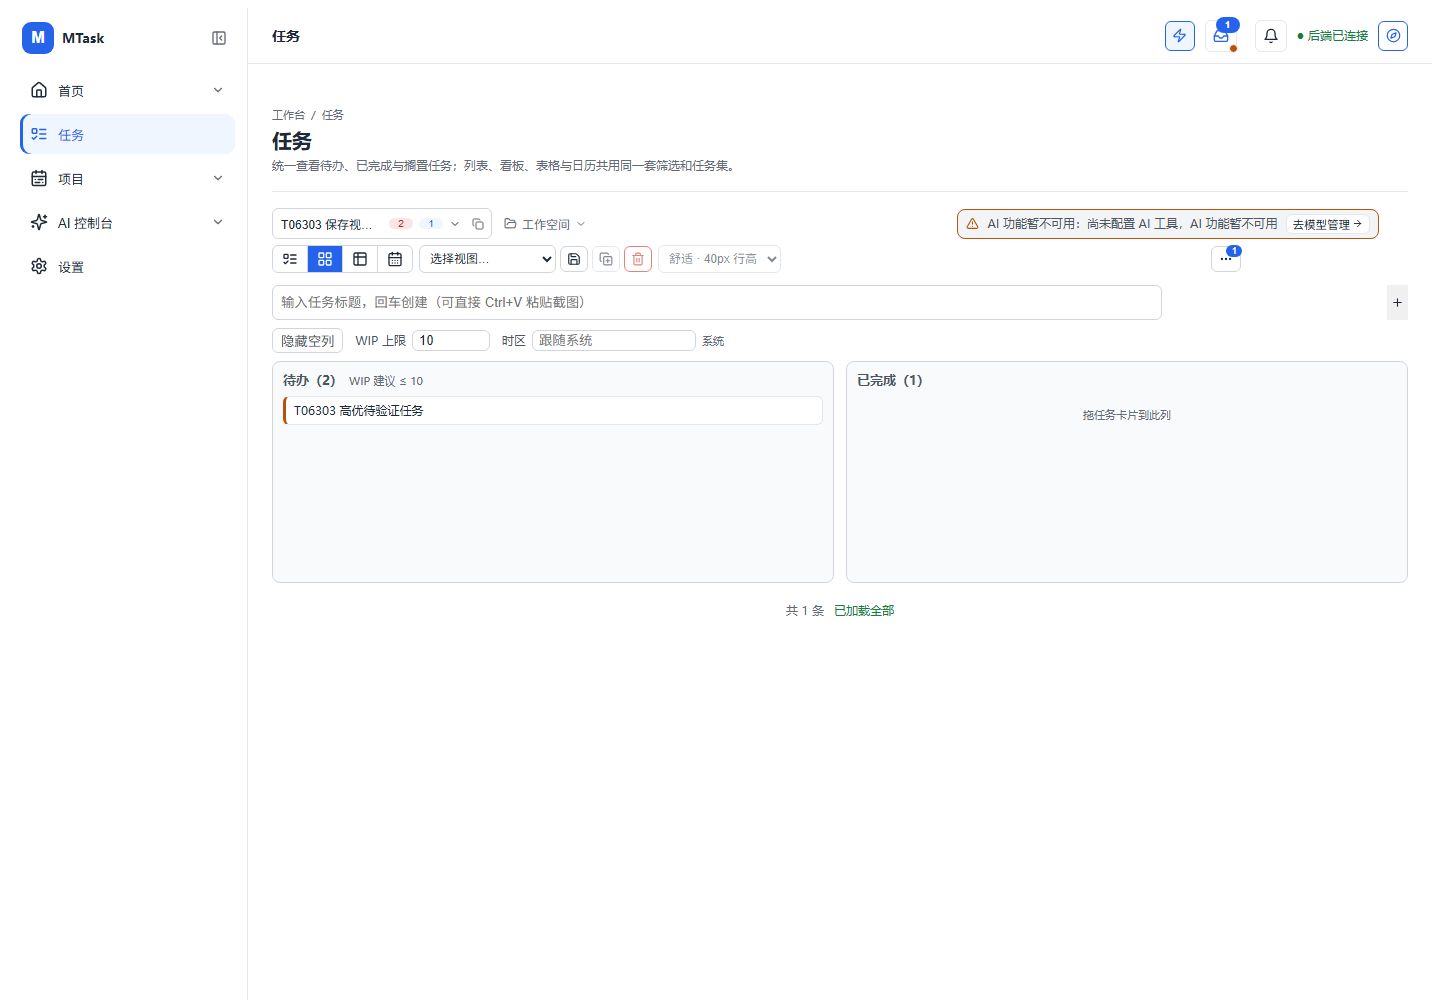 M MTask
首页
任务
项目
AI 控制台
设置
任务
1
后端已连接
工作台 / 任务
任务
统一查看待办、已完成与搁置任务；列表、看板、表格与日历共用同一套筛选和任务集。
T06303 保存视... 2 1
工作空间
AI 功能暂不可用：尚未配置 AI 工具，AI 功能暂不可用 去模型管理→
选择视图...
舒适 · 40px 行高
1
输入任务标题，回车创建（可直接 Ctrl+V 粘贴截图）
+
隐藏空列 WIP 上限 10 时区 跟随系统 系统
待办（2） WIP 建议 ≤ 10
T06303 高优待验证任务
已完成（1）
拖任务卡片到此列
共 1 条 已加载全部